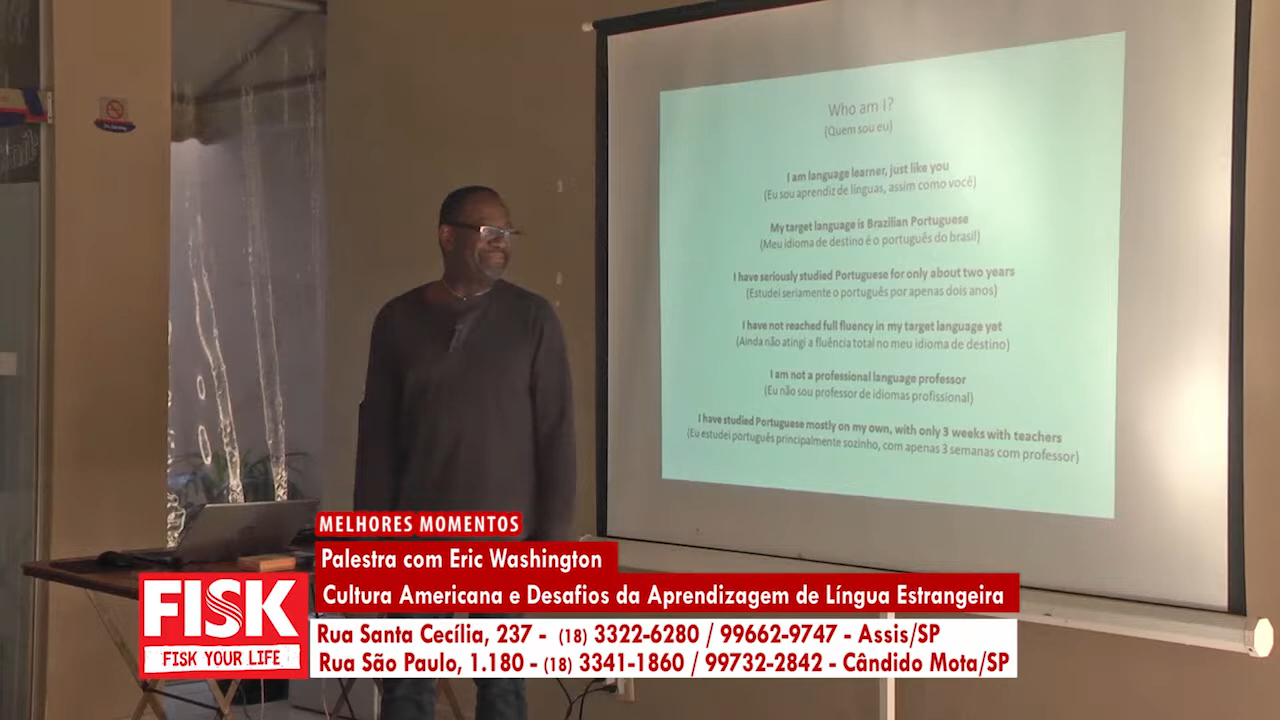 Who am I?
(Quem sou eu)
I am language learner, just like you
(Eu sou aprendiz de línguas, assim como você)
My target language is Brazilian Portuguese
(Meu idioma de destino é o português do brasil)
I have seriously studied Portuguese for only about two years
(Estudei seriamente o português por apenas dois anos)
I have not reached full fluency in my target language yet
(Ainda não atingi a fluência total no meu idioma de destino)
I am not a professional language professor
(Eu não sou professor de idiomas profissional)
I have studied Portuguese mostly on my own, with only 3 weeks with teachers
(Eu estudei português principalmente sozinho, com apenas 3 semanas com professor)
MELHORES MOMENTOS
Palestra com Eric Washington
Cultura Americana e Desafios da Aprendizagem de Língua Estrangeira
FISK
FISK YOUR LIFE
Rua Santa Cecília, 237 - (18) 3322-6280 / 99662-9747 - Assis/SP
Rua São Paulo, 1.180 - (18) 3341-1860 / 99732-2842 - Cândido Mota/SP